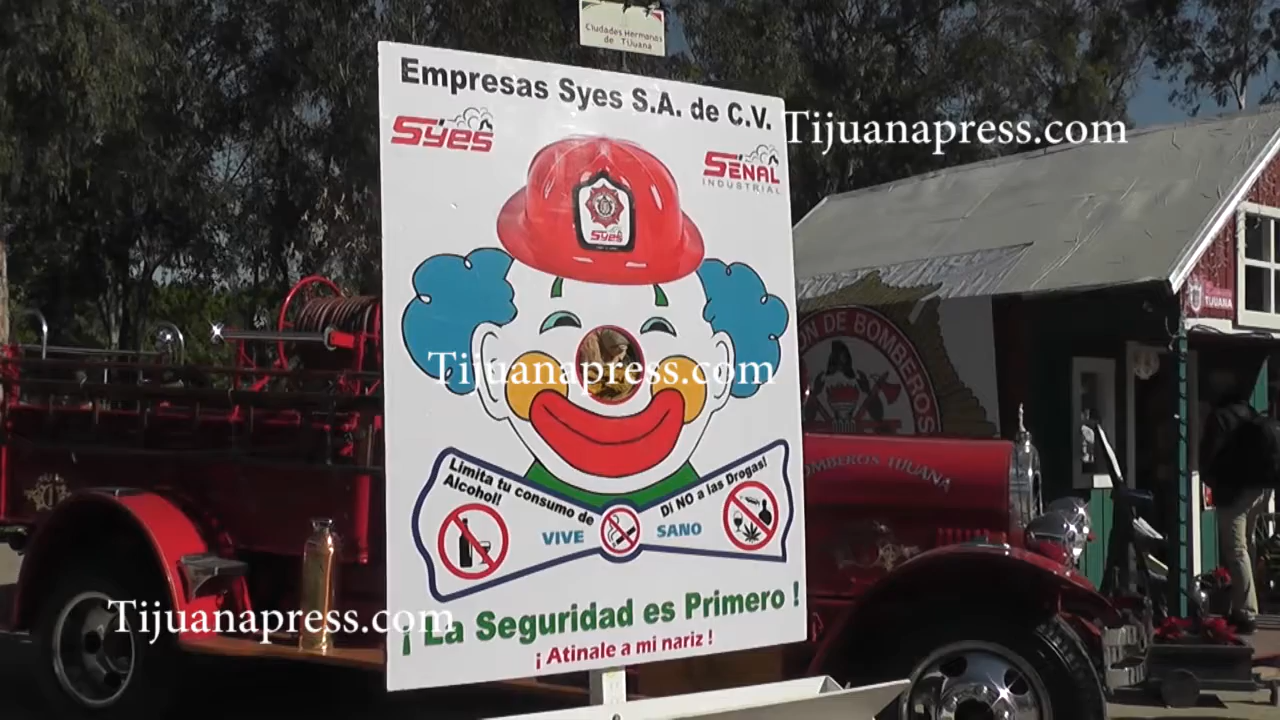 Ciudades Hermanas
de Tijuana
Empresas Syes S.A. de C.V.
Tijuanapress.com
Syes
SEÑAL
INDUSTRIAL
Syes
TIJUANA
ON DE BOMBEROS
Tijuanapress.com
BOMBEROS TIJUANA
Limita tu consumo de
Alcohol!
Di NO a las Drogas!
VIVE SANO
Tijuanapress.com
¡ La Seguridad es Primero !
¡ Atinale a mi nariz !